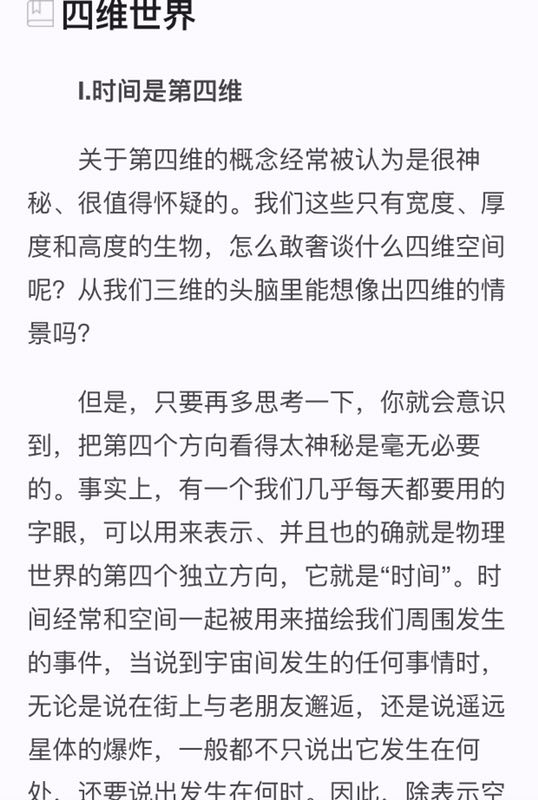 四维世界
I.时间是第四维
关于第四维的概念经常被认为是很神
秘、很值得怀疑的。我们这些只有宽度、厚
度和高度的生物，怎么敢奢谈什么四维空间
呢？从我们三维的头脑里能想像出四维的情
景吗？
但是，只要再多思考一下，你就会意识
到，把第四个方向看得太神秘是毫无必要
的。事实上，有一个我们几乎每天都要用的
字眼，可以用来表示、并且也的确就是物理
世界的第四个独立方向，它就是“时间”。时
间经常和空间一起被用来描绘我们周围发生
的事件，当说到宇宙间发生的任何事情时，
无论是说在街上与老朋友邂逅，还是说遥远
星体的爆炸，一般都不只说出它发生在何
处，还要说出发生在何时。因此，除表示空